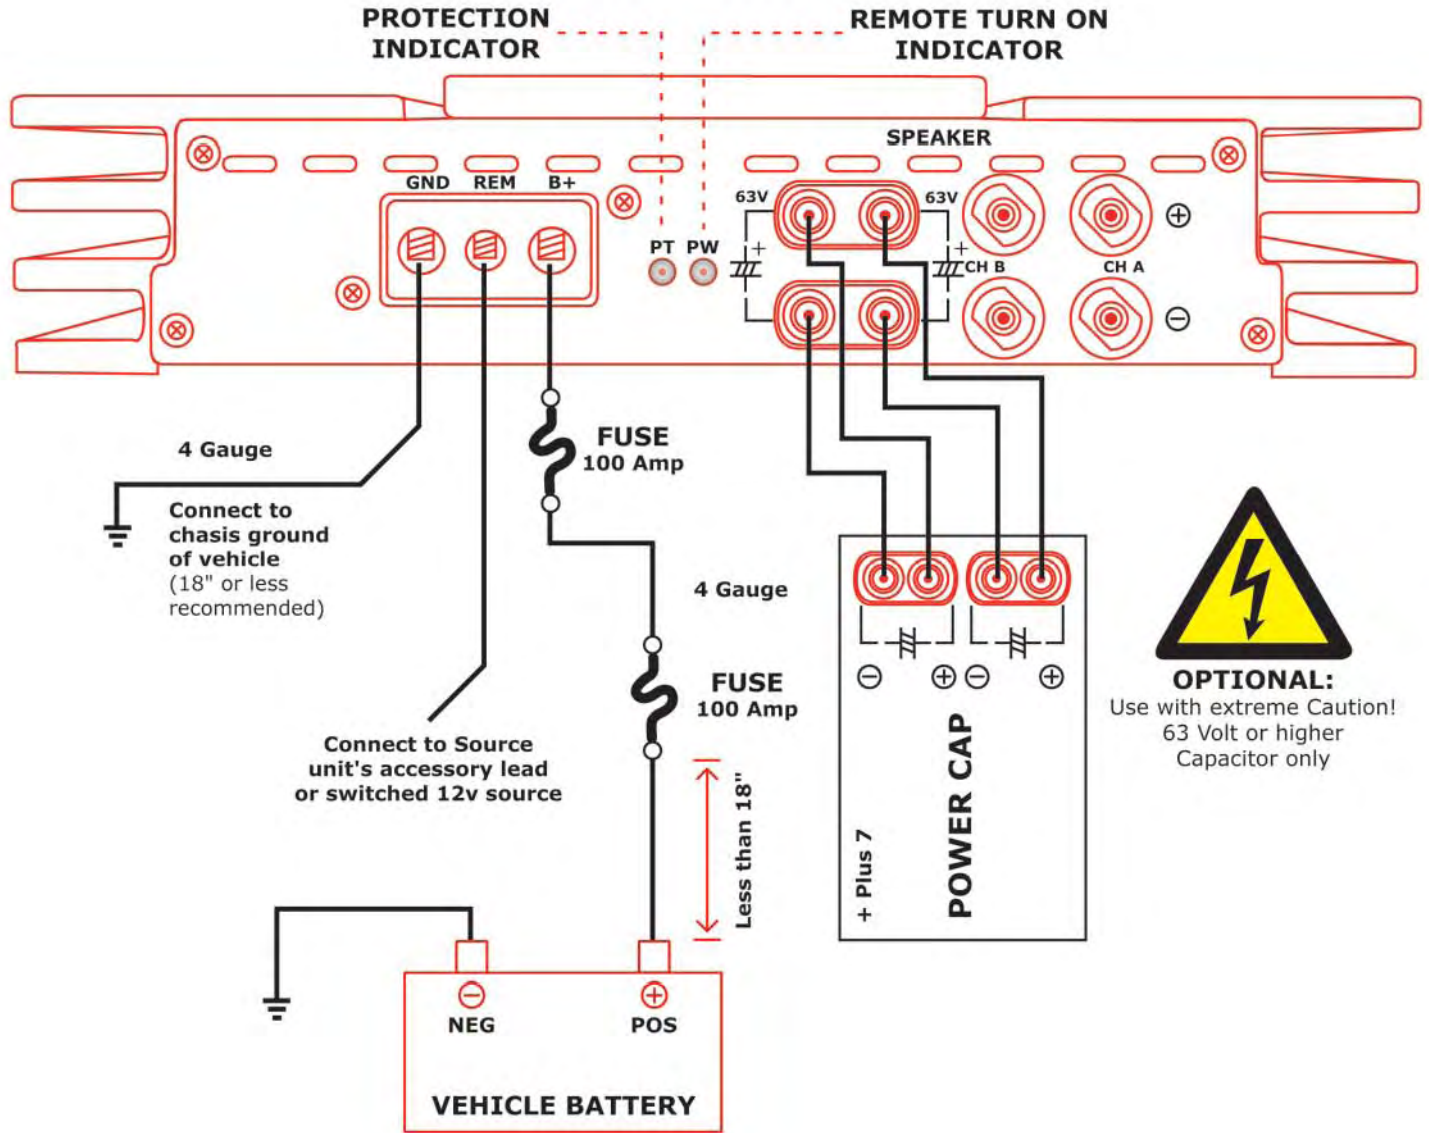 PROTECTION
INDICATOR
REMOTE TURN ON
INDICATOR
SPEAKER
GND REM B+
63V
63V
PT PW
+
+
CH B
CH A
+
−
4 Gauge
Connect to
chasis ground
of vehicle
(18" or less
recommended)
FUSE
100 Amp
4 Gauge
FUSE
100 Amp
Connect to Source
unit's accessory lead
or switched 12v source
Less than 18"
− + − +
POWER CAP
+ Plus 7
OPTIONAL:
Use with extreme Caution!
63 Volt or higher
Capacitor only
− +
NEG POS
VEHICLE BATTERY